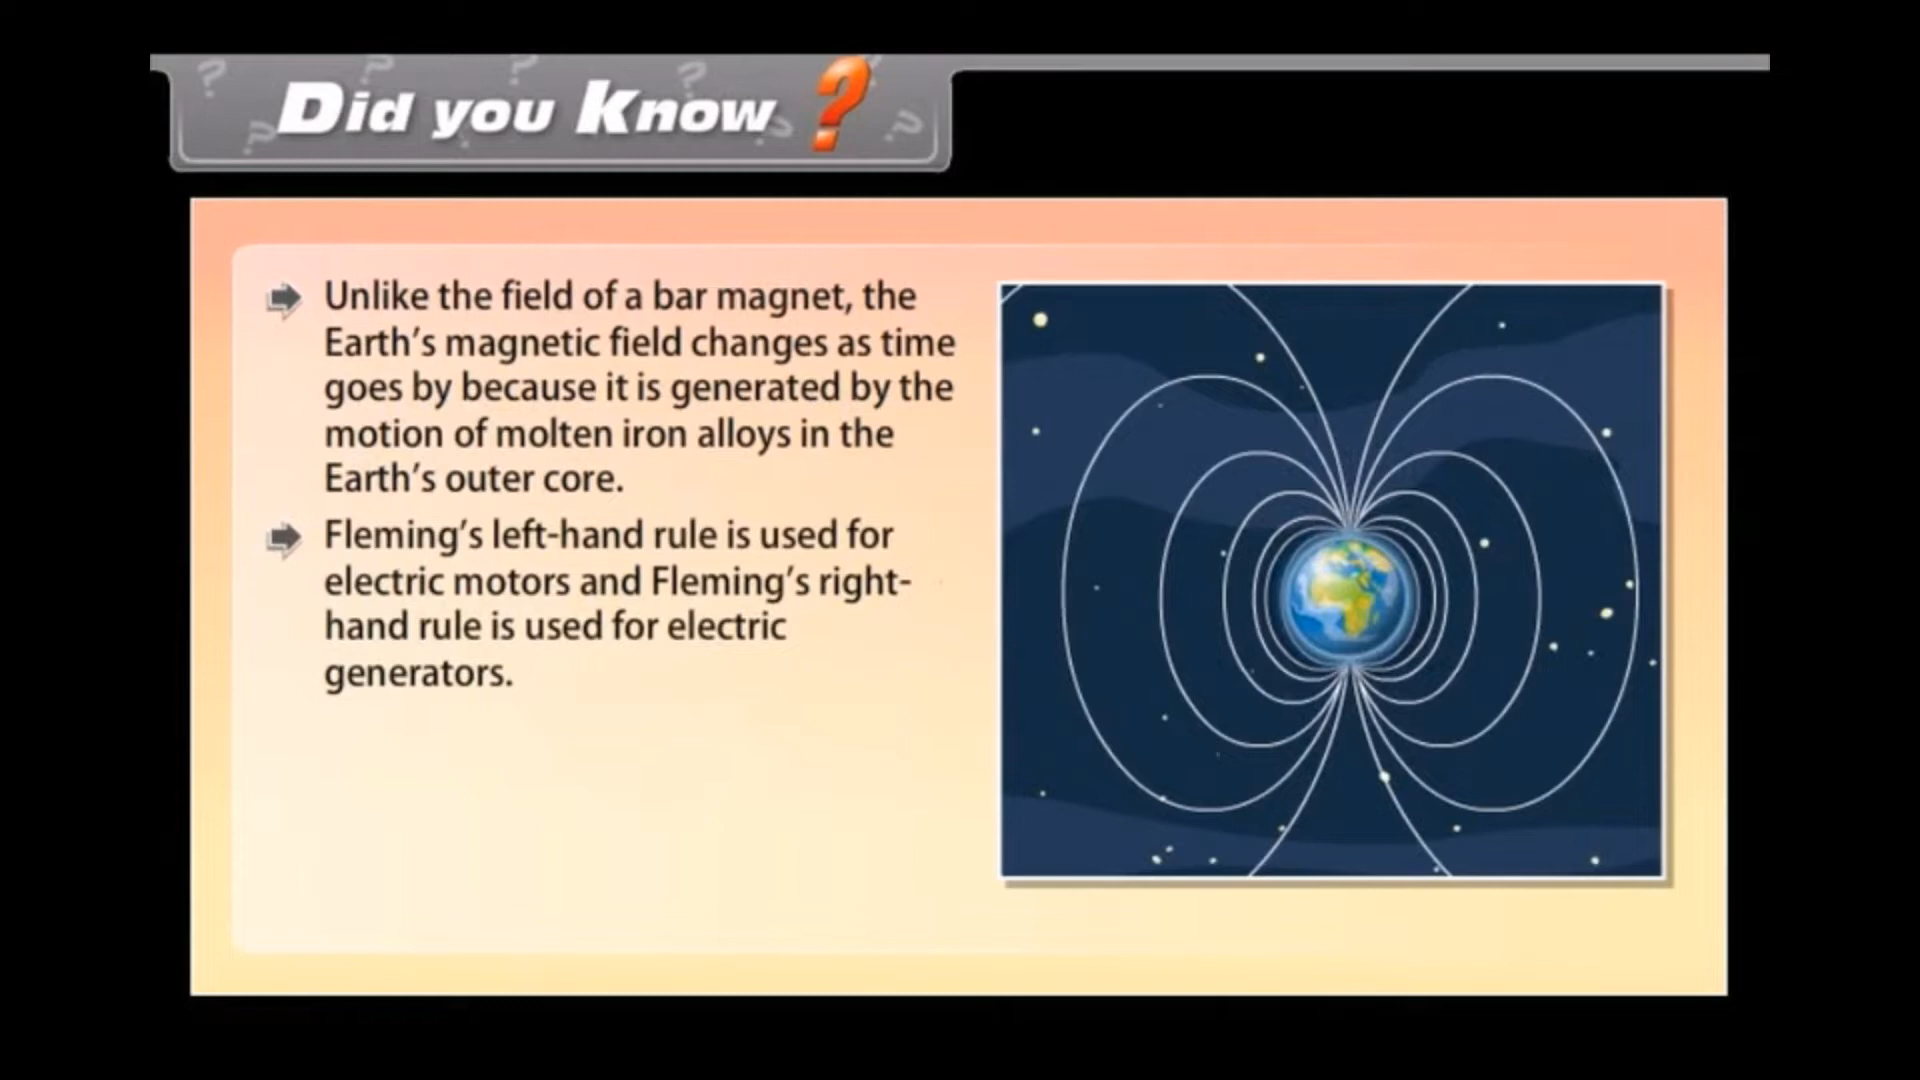 Did you Know ?
Unlike the field of a bar magnet, the
Earth's magnetic field changes as time
goes by because it is generated by the
motion of molten iron alloys in the
Earth's outer core.
Fleming's left-hand rule is used for
electric motors and Fleming's right-
hand rule is used for electric
generators.